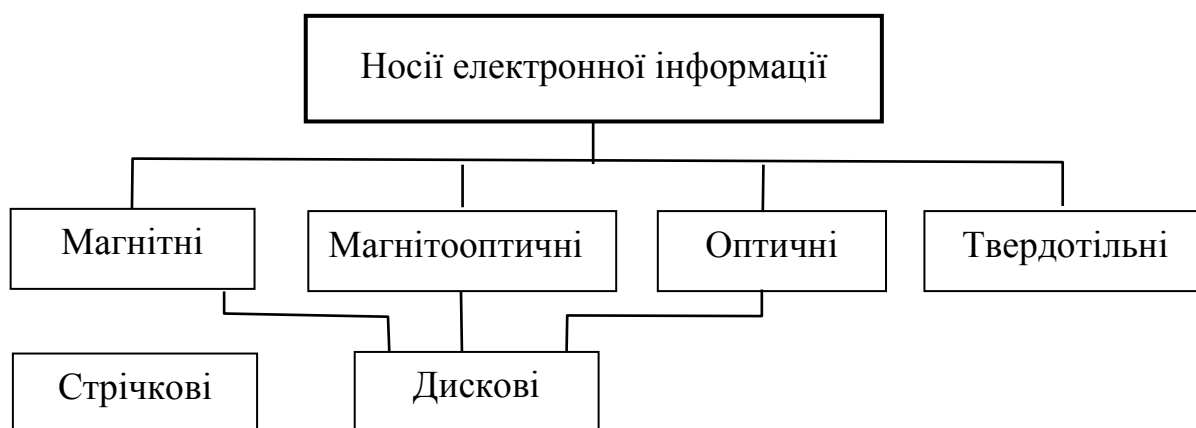 Носії електронної інформації
Магнітні
Магнітооптичні
Оптичні
Твердотільні
Стрічкові
Дискові